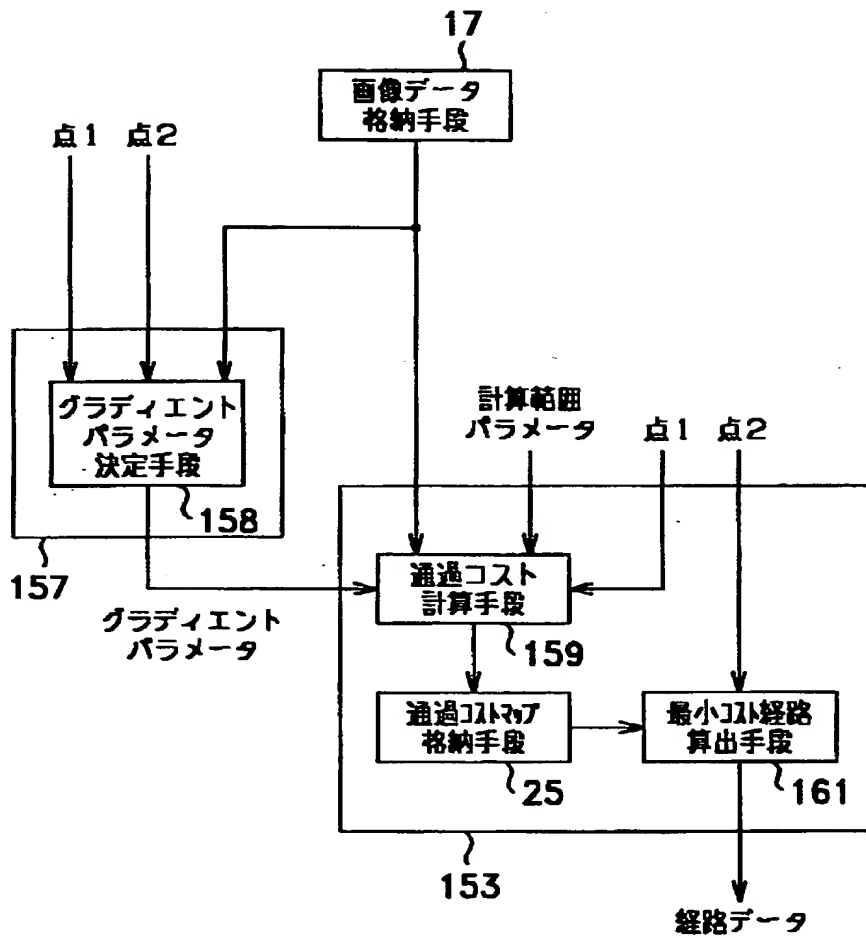 17
画像データ
格納手段
点1 点2
グラディエント
パラメータ
決定手段
158
157
グラディエント
パラメータ
計算範囲
パラメータ
点1 点2
通過コスト
計算手段
159
通過コストマップ
格納手段
25
最小コスト経路
算出手段
161
153
経路データ